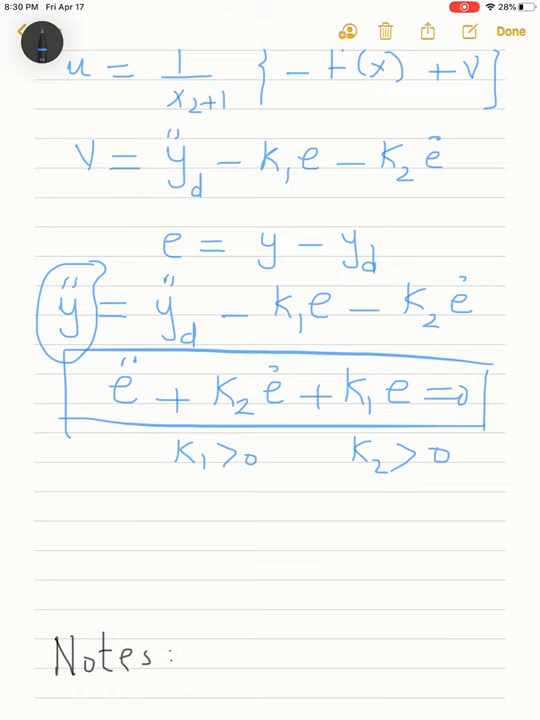 8:30 PM Fri Apr 17 28%
Done
u = 1/(x₂+1) { − F(x) + v }
v = ÿ_d − k₁e − k₂ė
e = y − y_d
ÿ = ÿ_d − k₁e − k₂ė
ë + k₂ė + k₁e = 0
k₁ > 0 k₂ > 0
Notes: